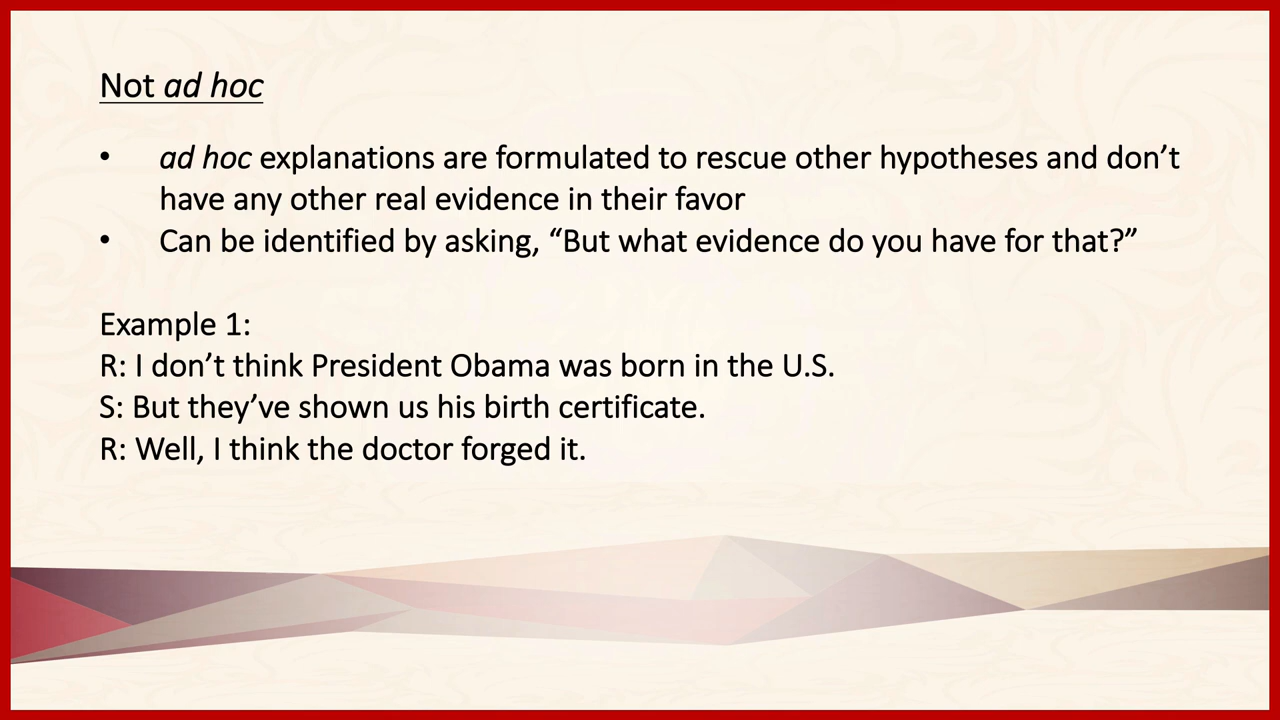 Not ad hoc
• ad hoc explanations are formulated to rescue other hypotheses and don’t
have any other real evidence in their favor
• Can be identified by asking, “But what evidence do you have for that?”
Example 1:
R: I don’t think President Obama was born in the U.S.
S: But they’ve shown us his birth certificate.
R: Well, I think the doctor forged it.